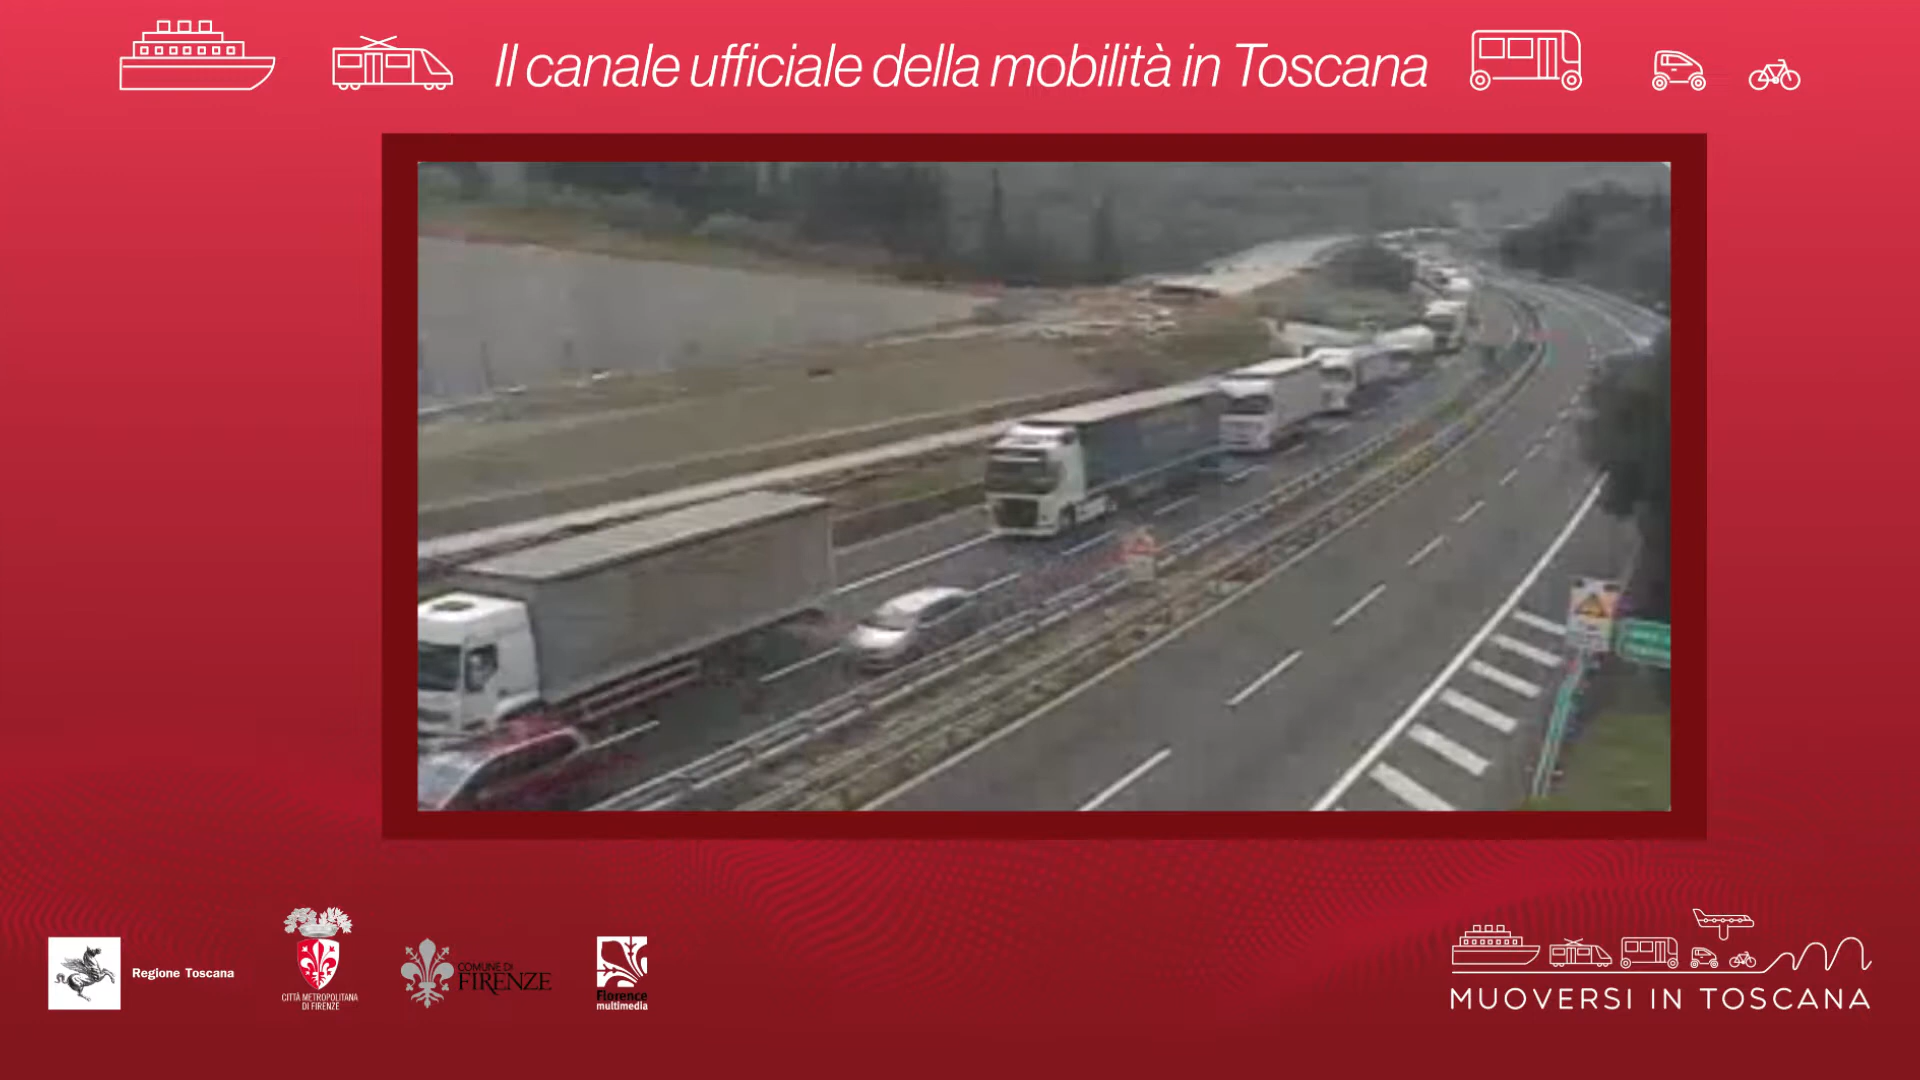 Il canale ufficiale della mobilità in Toscana
Regione Toscana
CITTÀ METROPOLITANA
DI FIRENZE
COMUNE DI
FIRENZE
Florence
multimedia
MUOVERSI IN TOSCANA